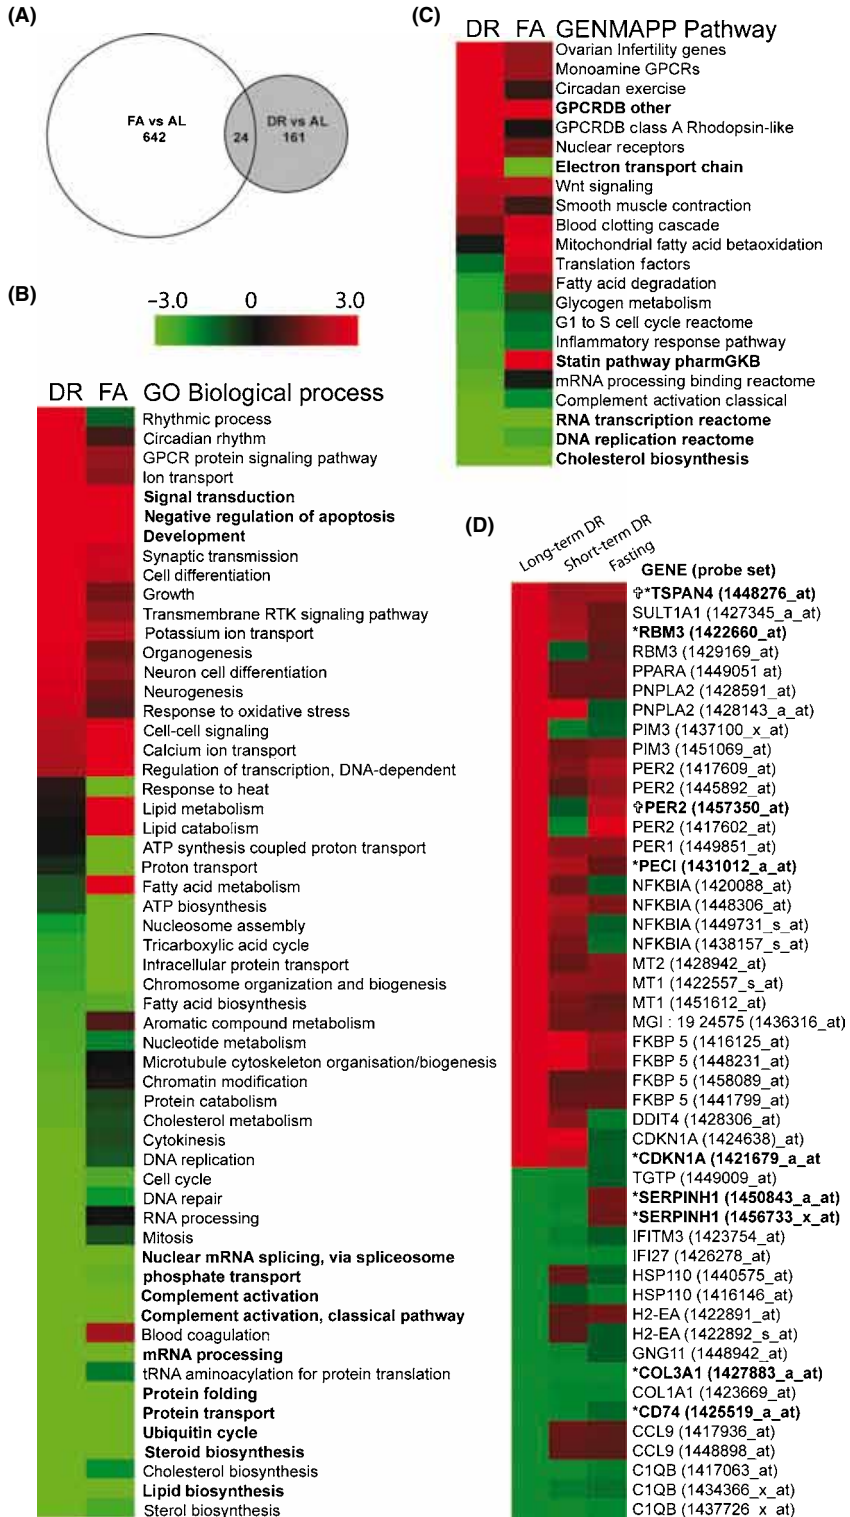 (A)
FA vs AL
642
24
DR vs AL
161
(B)
−3.0 0 3.0
DR FA GO Biological process
Rhythmic process
Circadian rhythm
GPCR protein signaling pathway
Ion transport
Signal transduction
Negative regulation of apoptosis
Development
Synaptic transmission
Cell differentiation
Growth
Transmembrane RTK signaling pathway
Potassium ion transport
Organogenesis
Neuron cell differentiation
Neurogenesis
Response to oxidative stress
Cell-cell signaling
Calcium ion transport
Regulation of transcription, DNA-dependent
Response to heat
Lipid metabolism
Lipid catabolism
ATP synthesis coupled proton transport
Proton transport
Fatty acid metabolism
ATP biosynthesis
Nucleosome assembly
Tricarboxylic acid cycle
Intracellular protein transport
Chromosome organization and biogenesis
Fatty acid biosynthesis
Aromatic compound metabolism
Nucleotide metabolism
Microtubule cytoskeleton organisation/biogenesis
Chromatin modification
Protein catabolism
Cholesterol metabolism
Cytokinesis
DNA replication
Cell cycle
DNA repair
RNA processing
Mitosis
Nuclear mRNA splicing, via spliceosome
phosphate transport
Complement activation
Complement activation, classical pathway
Blood coagulation
mRNA processing
tRNA aminoacylation for protein translation
Protein folding
Protein transport
Ubiquitin cycle
Steroid biosynthesis
Cholesterol biosynthesis
Lipid biosynthesis
Sterol biosynthesis
(C)
DR FA GENMAPP Pathway
Ovarian Infertility genes
Monoamine GPCRs
Circadan exercise
GPCRDB other
GPCRDB class A Rhodopsin-like
Nuclear receptors
Electron transport chain
Wnt signaling
Smooth muscle contraction
Blood clotting cascade
Mitochondrial fatty acid betaoxidation
Translation factors
Fatty acid degradation
Glycogen metabolism
G1 to S cell cycle reactome
Inflammatory response pathway
Statin pathway pharmGKB
mRNA processing binding reactome
Complement activation classical
RNA transcription reactome
DNA replication reactome
Cholesterol biosynthesis
(D)
Long-term DR
Short-term DR
Fasting
GENE (probe set)
✞*TSPAN4 (1448276_at)
SULT1A1 (1427345_a_at)
*RBM3 (1422660_at)
RBM3 (1429169_at)
PPARA (1449051 at)
PNPLA2 (1428591_at)
PNPLA2 (1428143_a_at)
PIM3 (1437100_x_at)
PIM3 (1451069_at)
PER2 (1417609_at)
PER2 (1445892_at)
✞PER2 (1457350_at)
PER2 (1417602_at)
PER1 (1449851_at)
*PECI (1431012_a_at)
NFKBIA (1420088_at)
NFKBIA (1448306_at)
NFKBIA (1449731_s_at)
NFKBIA (1438157_s_at)
MT2 (1428942_at)
MT1 (1422557_s_at)
MT1 (1451612_at)
MGI : 19 24575 (1436316_at)
FKBP 5 (1416125_at)
FKBP 5 (1448231_at)
FKBP 5 (1458089_at)
FKBP 5 (1441799_at)
DDIT4 (1428306_at)
CDKN1A (1424638)_at)
*CDKN1A (1421679_a_at
TGTP (1449009_at)
*SERPINH1 (1450843_a_at)
*SERPINH1 (1456733_x_at)
IFITM3 (1423754_at)
IFI27 (1426278_at)
HSP110 (1440575_at)
HSP110 (1416146_at)
H2-EA (1422891_at)
H2-EA (1422892_s_at)
GNG11 (1448942_at)
*COL3A1 (1427883_a_at)
COL1A1 (1423669_at)
*CD74 (1425519_a_at)
CCL9 (1417936_at)
CCL9 (1448898_at)
C1QB (1417063_at)
C1QB (1434366_x_at)
C1QB (1437726_x_at)